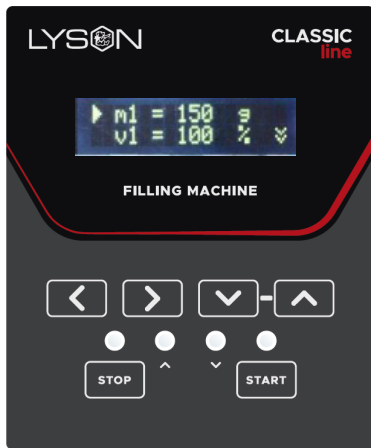 LYSON
CLASSIC
line
m1 = 150 g
v1 = 100 %
FILLING MACHINE
STOP
START